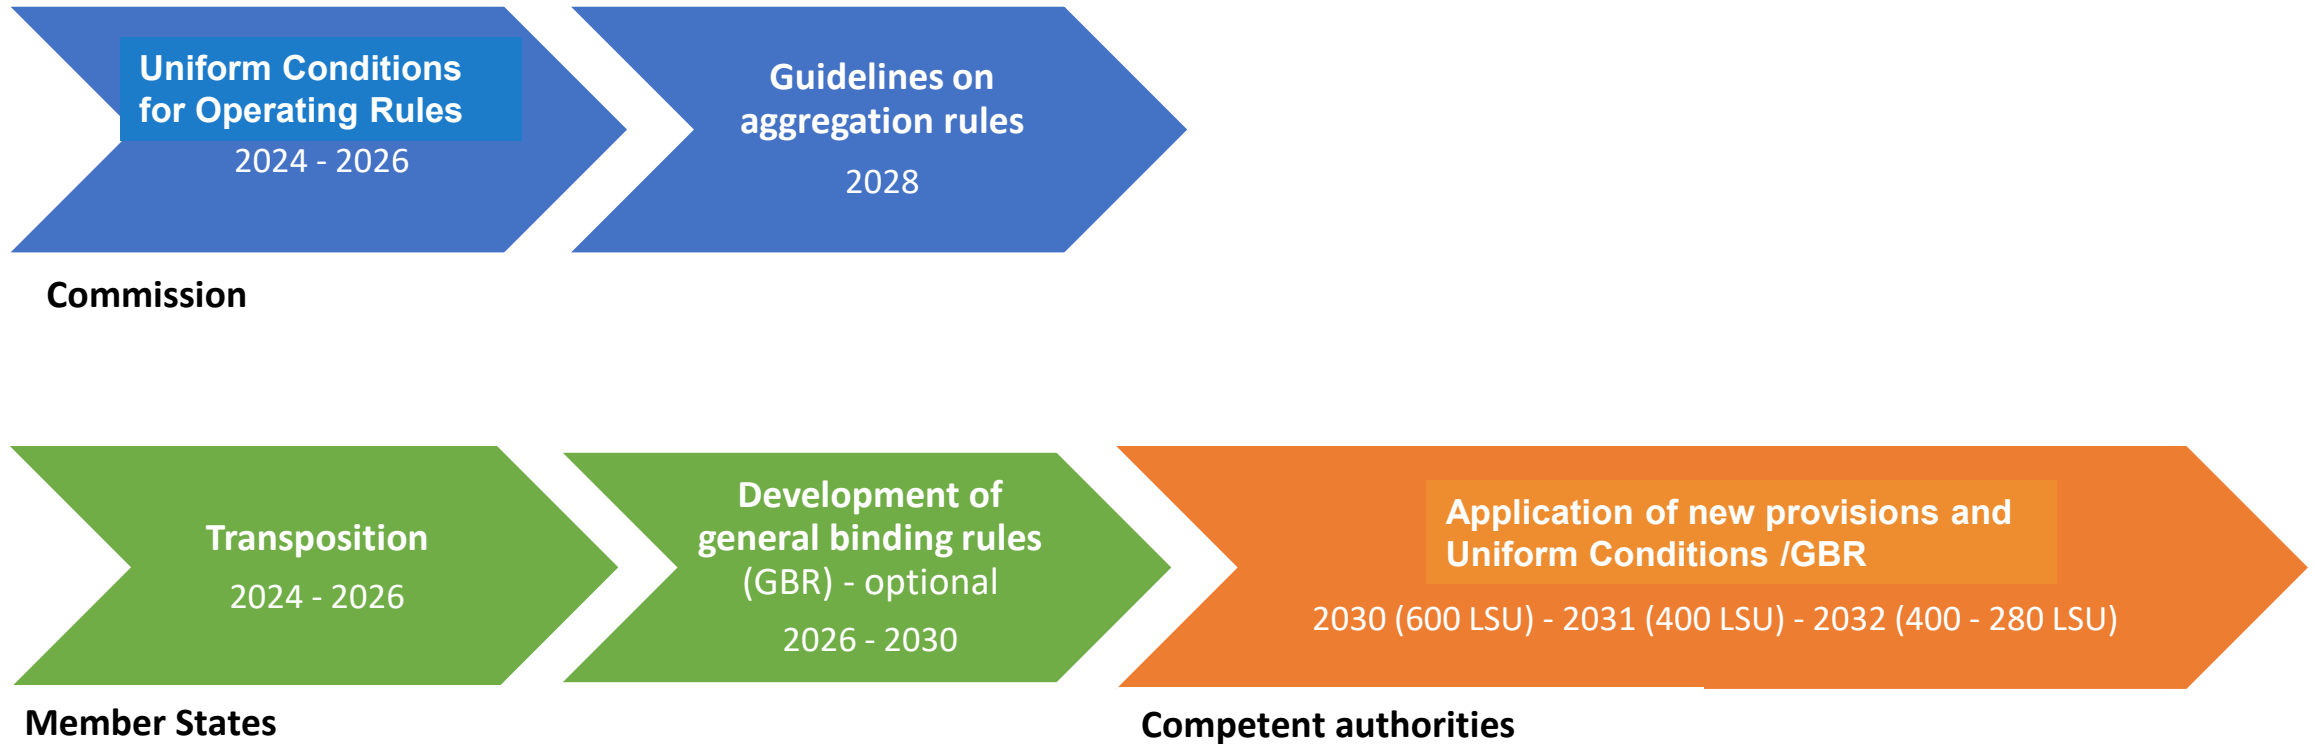 Uniform Conditions
for Operating Rules
2024 - 2026
Guidelines on
aggregation rules
2028
Commission
Transposition
2024 - 2026
Development of
general binding rules
(GBR) - optional
2026 - 2030
Application of new provisions and
Uniform Conditions /GBR
2030 (600 LSU) - 2031 (400 LSU) - 2032 (400 - 280 LSU)
Member States
Competent authorities